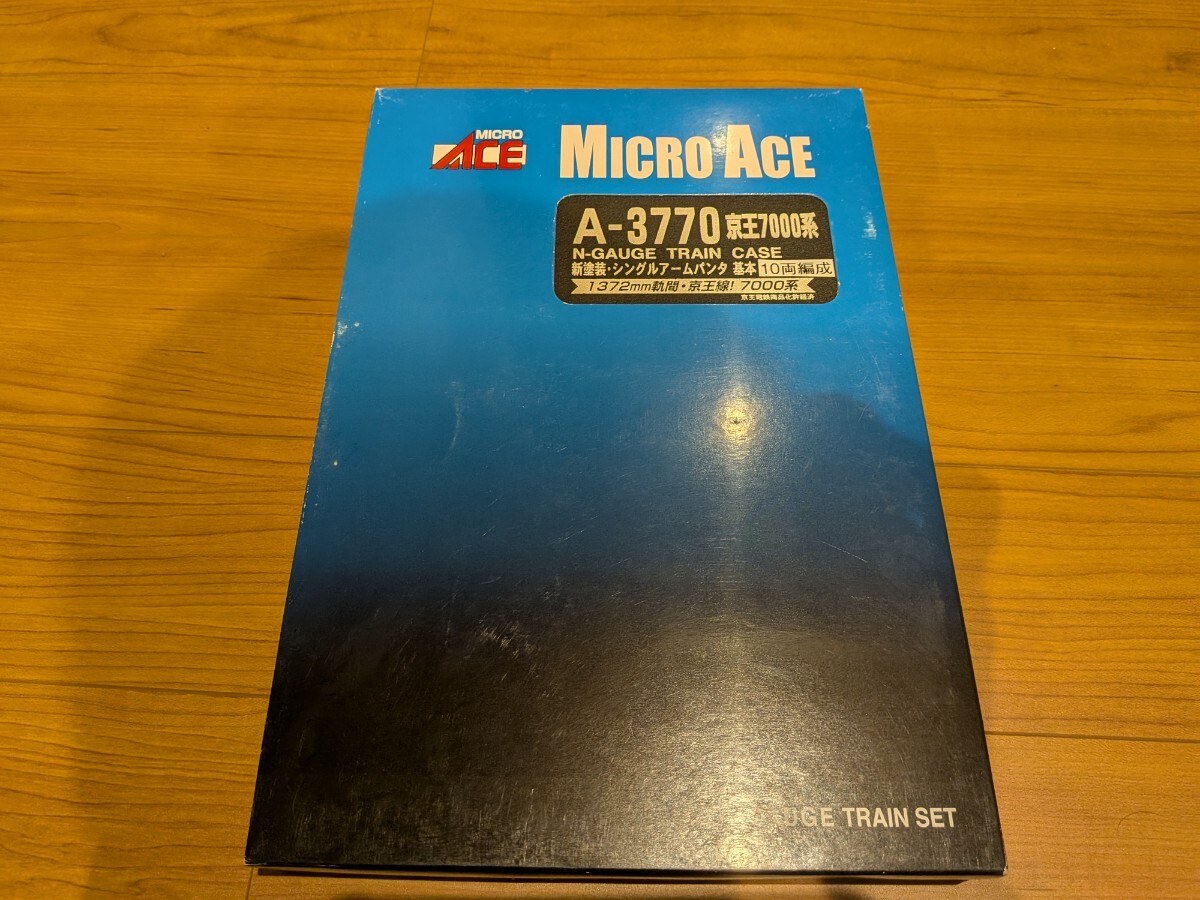 MICRO
ACE
MICRO ACE
A-3770 京王7000系
N-GAUGE TRAIN CASE
新塗装・シングルアームパンタ 基本 10両編成
1372mm軌間・京王線! 7000系
京王電鉄商品化許諾済
UGE TRAIN SET